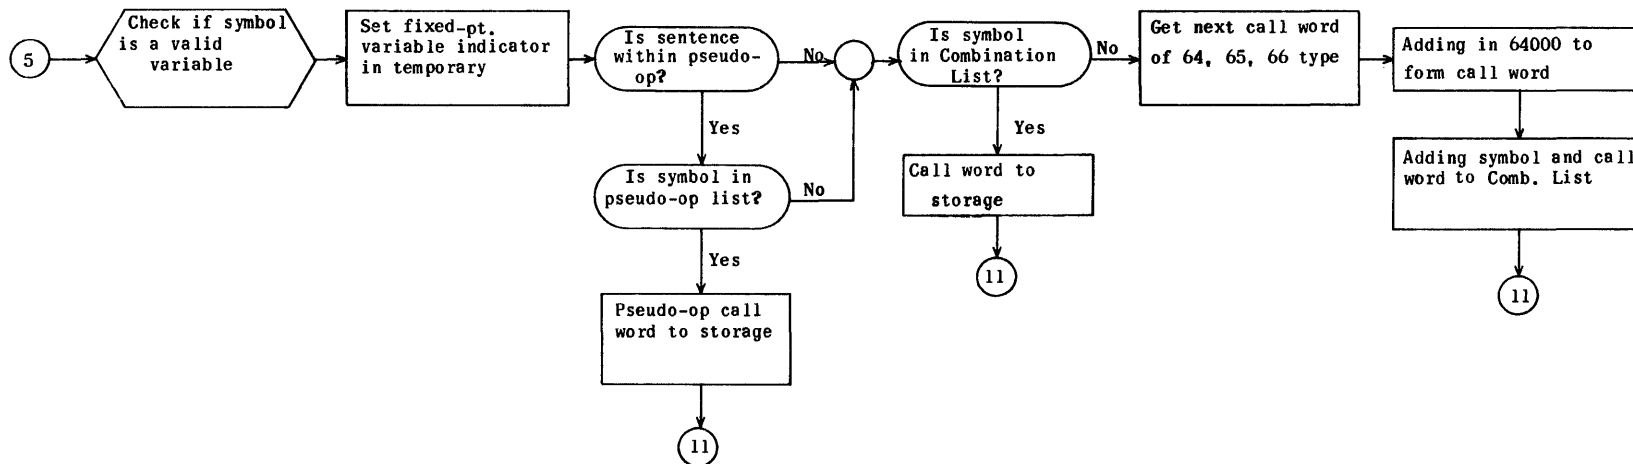 5
Check if symbol
is a valid
variable
Set fixed-pt.
variable indicator
in temporary
Is sentence
within pseudo-
op?
No
Yes
Is symbol in
pseudo-op list?
No
Yes
Pseudo-op call
word to storage
11
Is symbol
in Combination
List?
No
Yes
Call word to
storage
11
Get next call word
of 64, 65, 66 type
Adding in 64000 to
form call word
Adding symbol and call
word to Comb. List
11